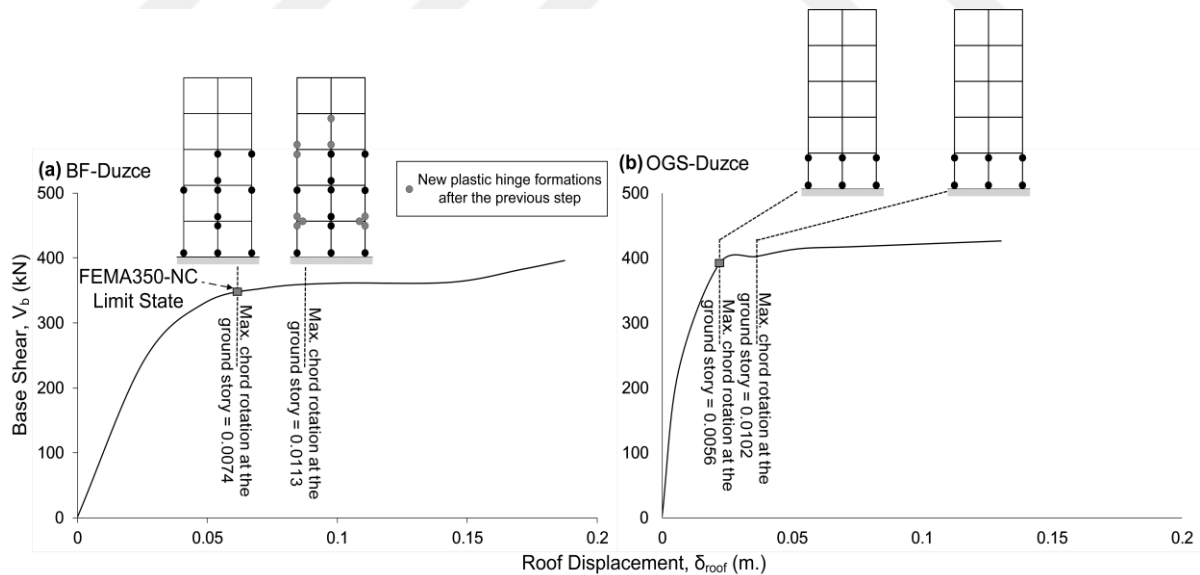 (a) BF-Duzce
New plastic hinge formations
after the previous step
500
400
300
200
100
0
FEMA350-NC
Limit State
Max. chord rotation at the
ground story = 0.0074
Max. chord rotation at the
ground story = 0.0113
0
0.05
0.1
0.15
0.2
Base Shear, V_b (kN)
(b) OGS-Duzce
500
400
300
200
100
0
Max. chord rotation at the
ground story = 0.0102
Max. chord rotation at the
ground story = 0.0056
0
0.05
0.1
0.15
0.2
Roof Displacement, δroof (m.)